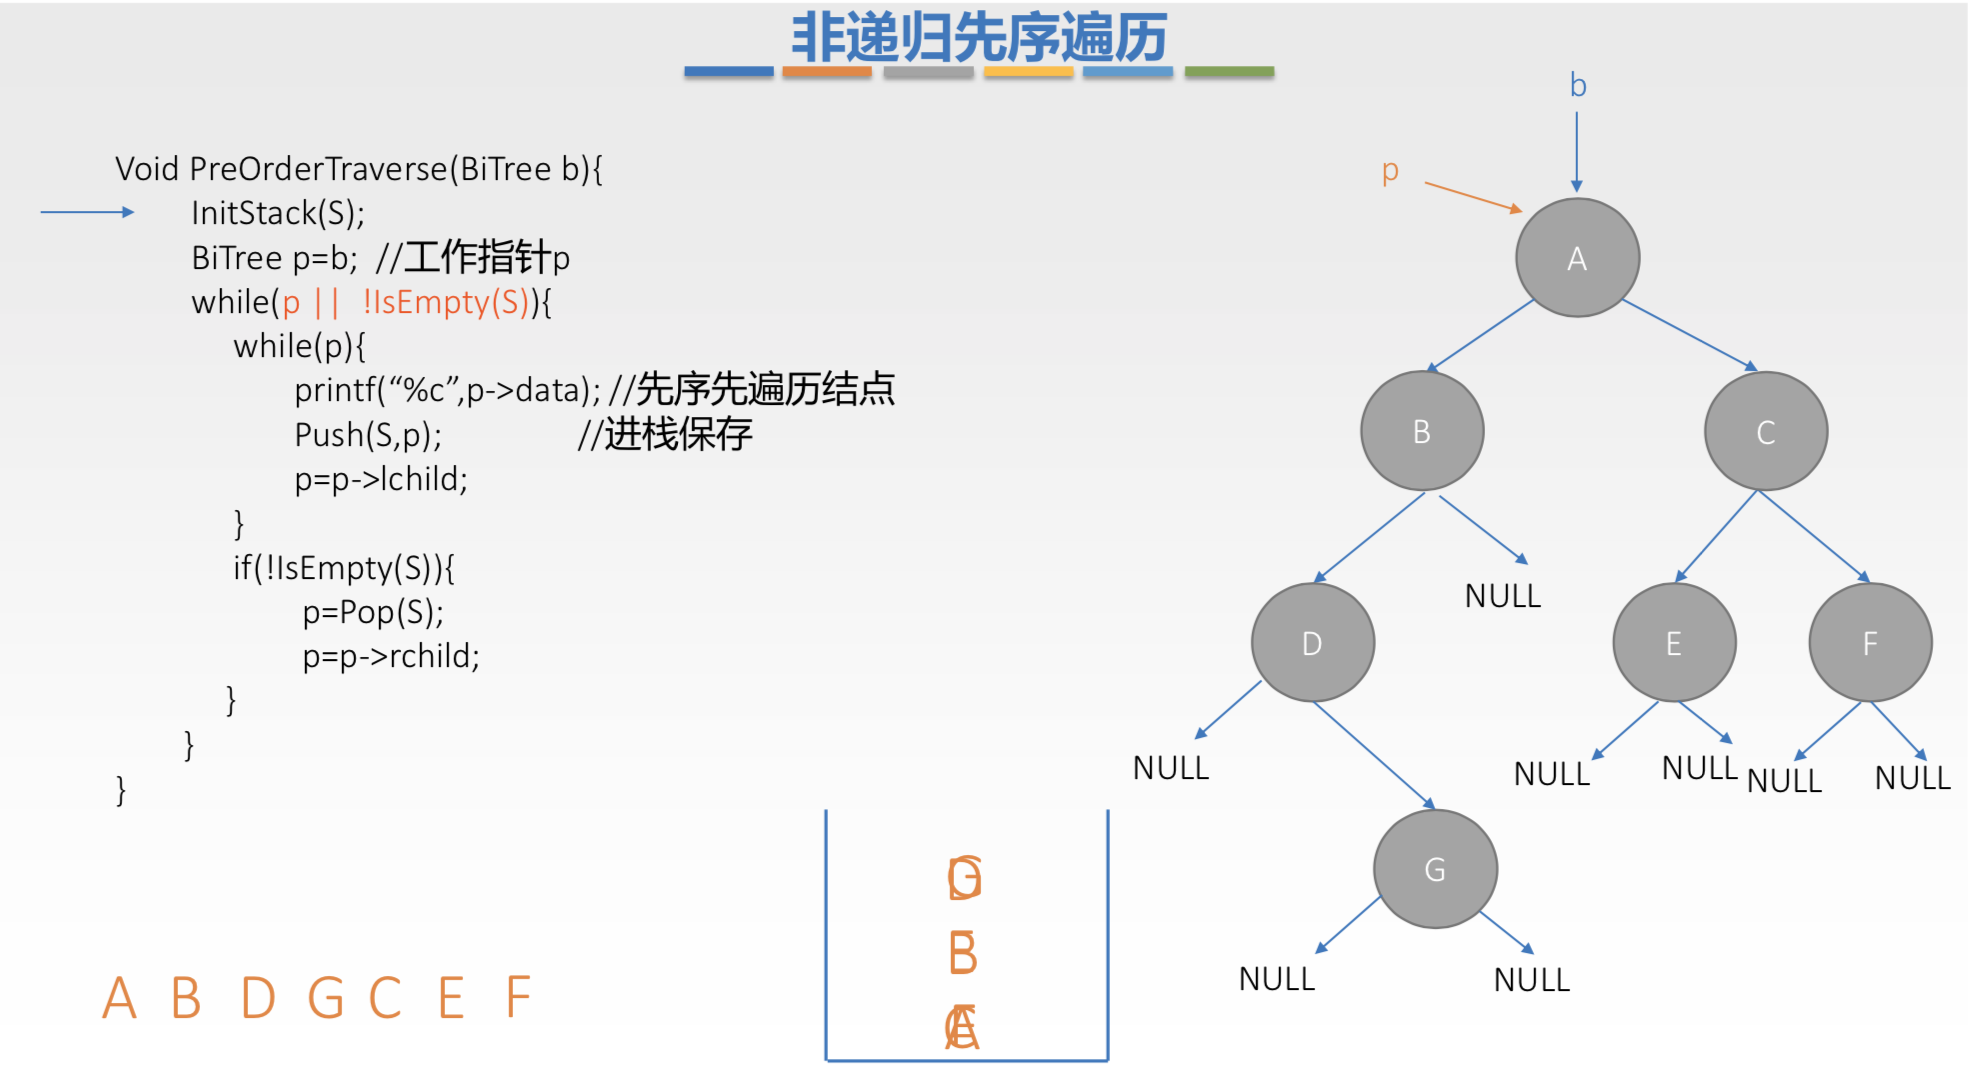 非递归先序遍历
Void PreOrderTraverse(BiTree b){
InitStack(S);
BiTree p=b;  //工作指针p
while(p ||  !IsEmpty(S)){
while(p){
printf(“%c”,p->data); //先序先遍历结点
Push(S,p);  //进栈保存
p=p->lchild;
}
if(!IsEmpty(S)){
p=Pop(S);
p=p->rchild;
}
}
}
A B D G C E F
b
p
A
B
C
NULL
D
E
F
NULL
NULL
NULL
NULL
NULL
G
NULL
NULL